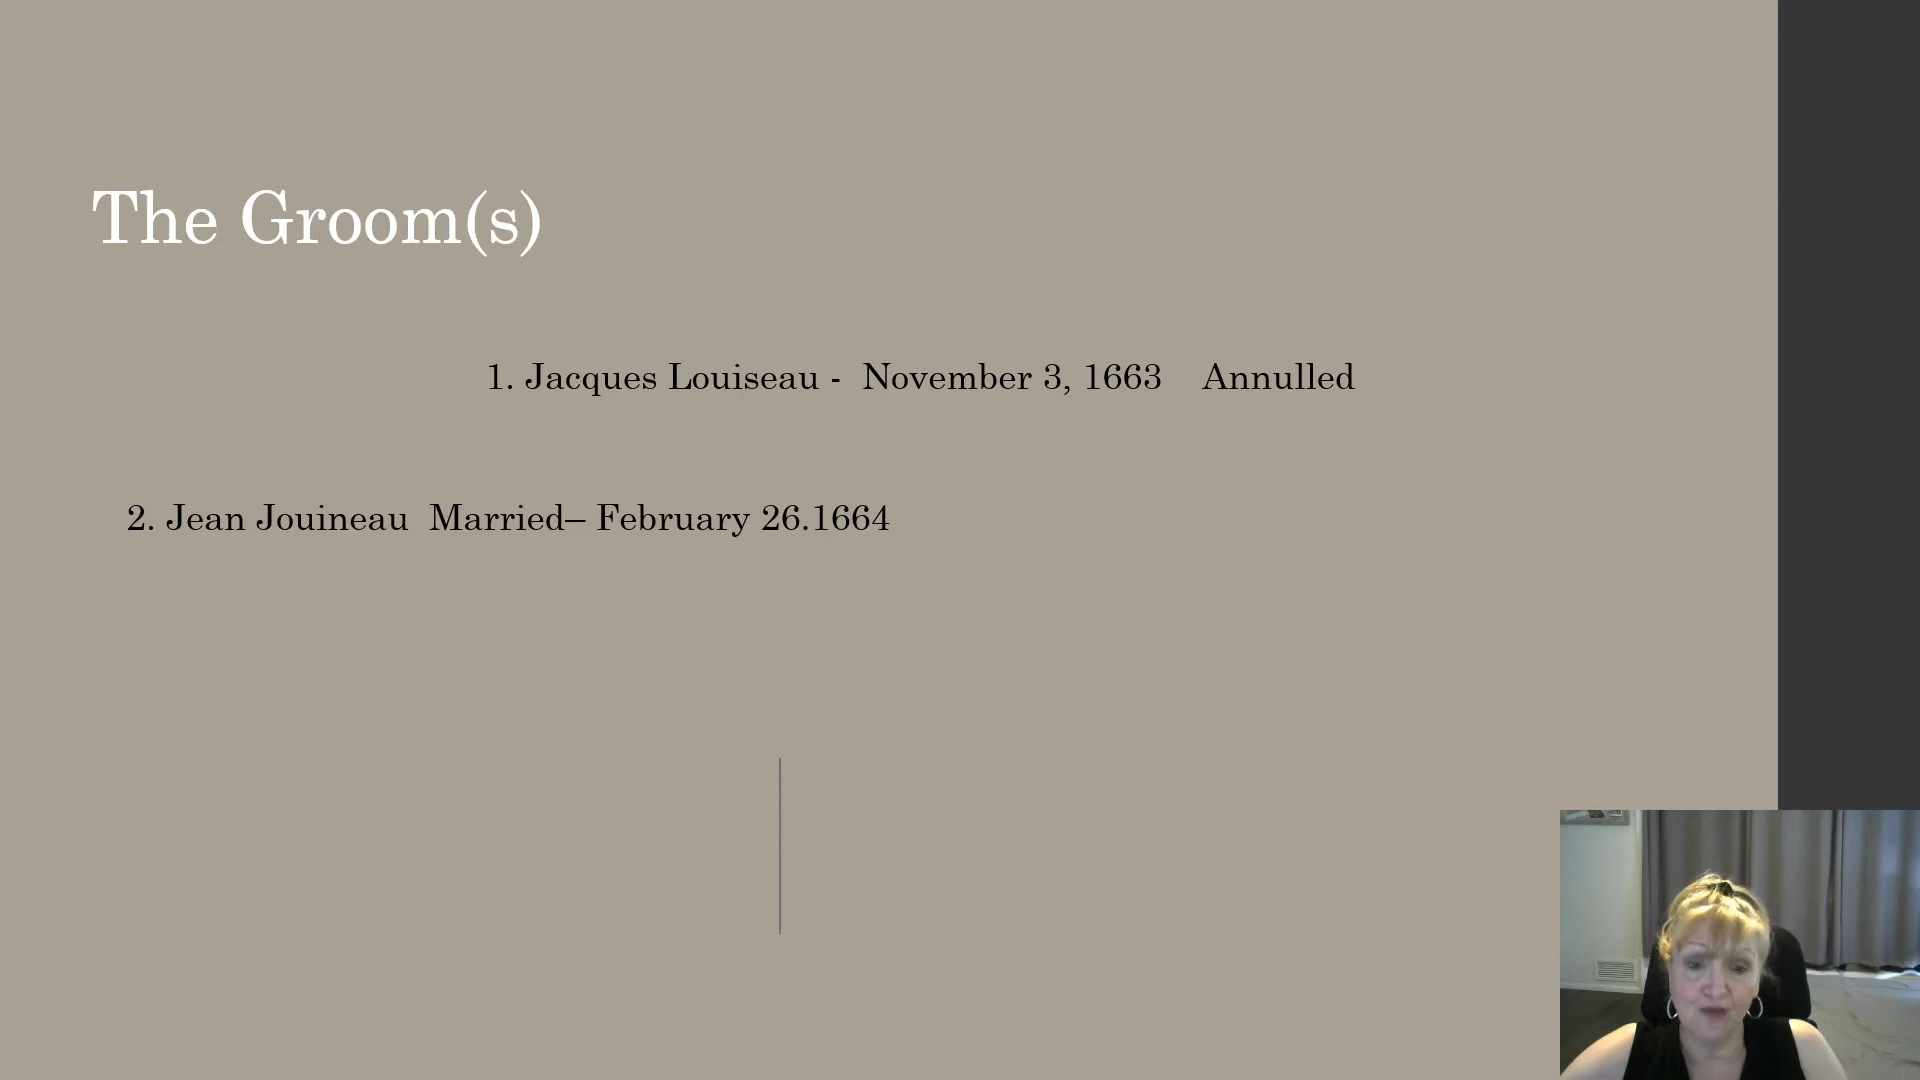 The Groom(s)
1. Jacques Louiseau -  November 3, 1663    Annulled
2. Jean Jouineau  Married– February 26.1664